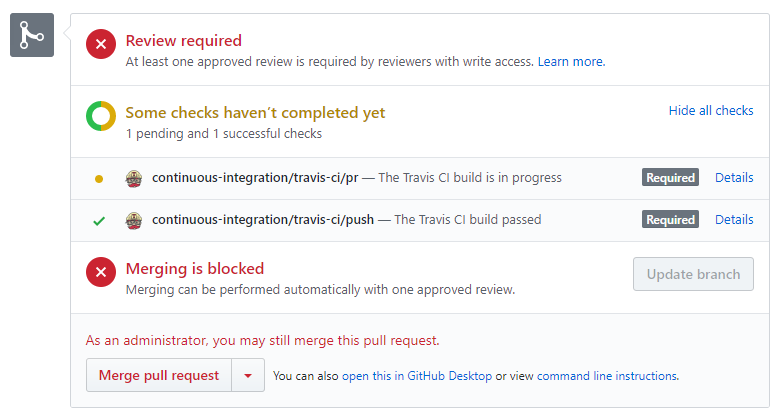 Review required
At least one approved review is required by reviewers with write access. Learn more.
Some checks haven’t completed yet
Hide all checks
1 pending and 1 successful checks
continuous-integration/travis-ci/pr — The Travis CI build is in progress Required Details
continuous-integration/travis-ci/push — The Travis CI build passed Required Details
Merging is blocked
Update branch
Merging can be performed automatically with one approved review.
As an administrator, you may still merge this pull request.
Merge pull request
You can also open this in GitHub Desktop or view command line instructions.